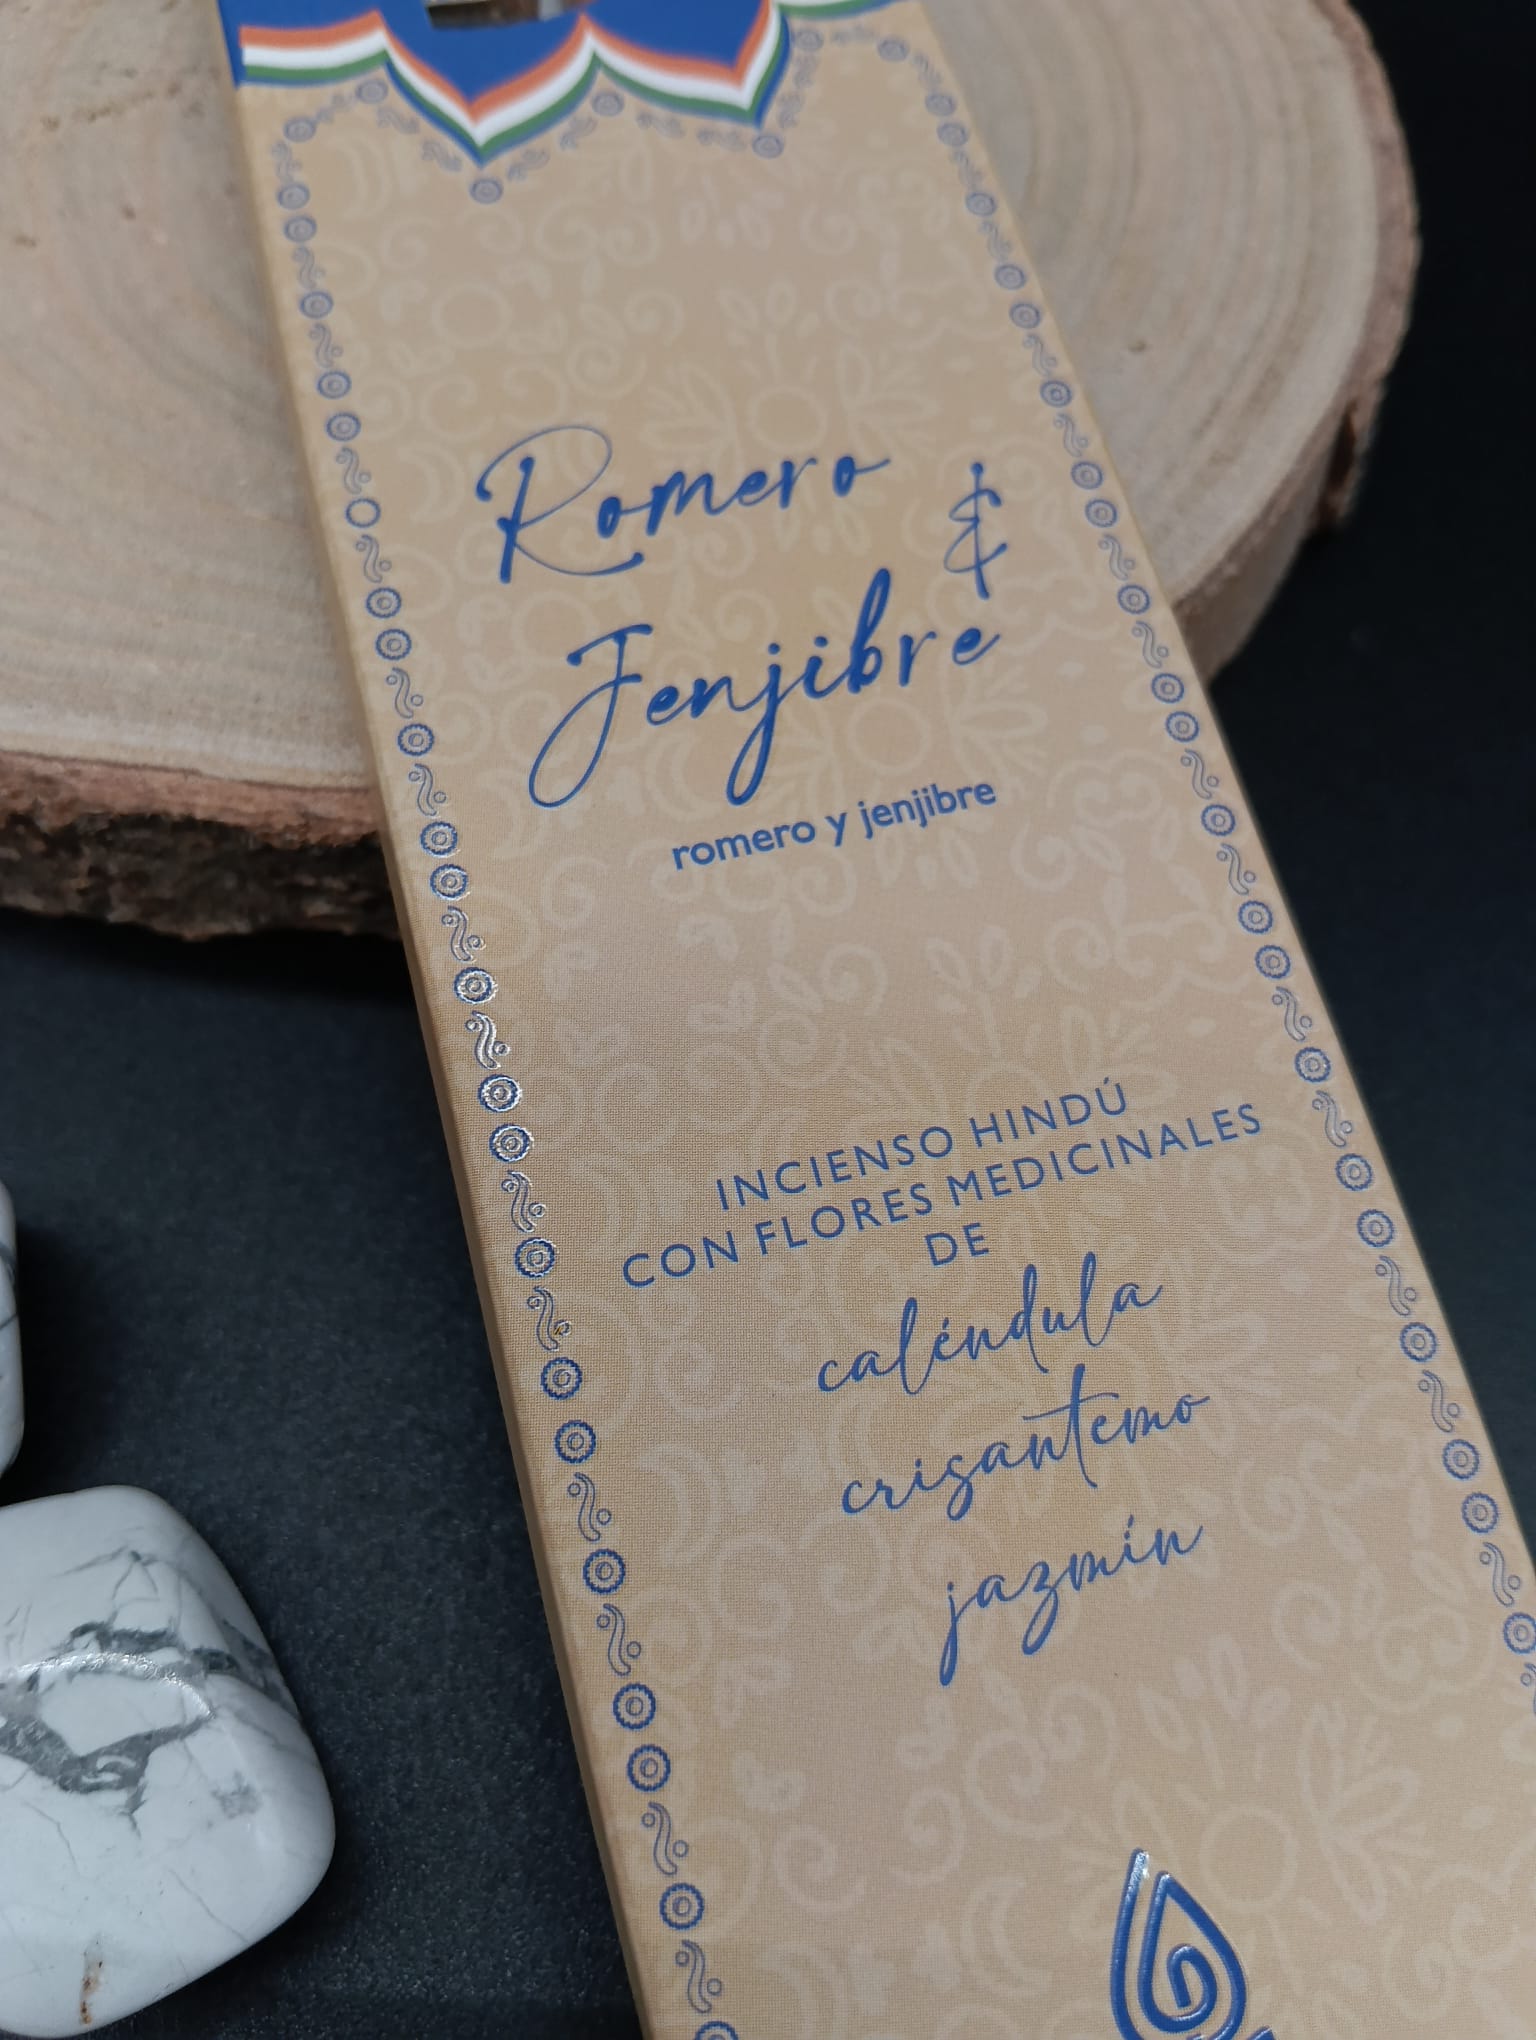 Romero &
Jenjibre
romero y jenjibre
INCIENSO HINDÚ
CON FLORES MEDICINALES
DE
caléndula
crisantemo
jazmín